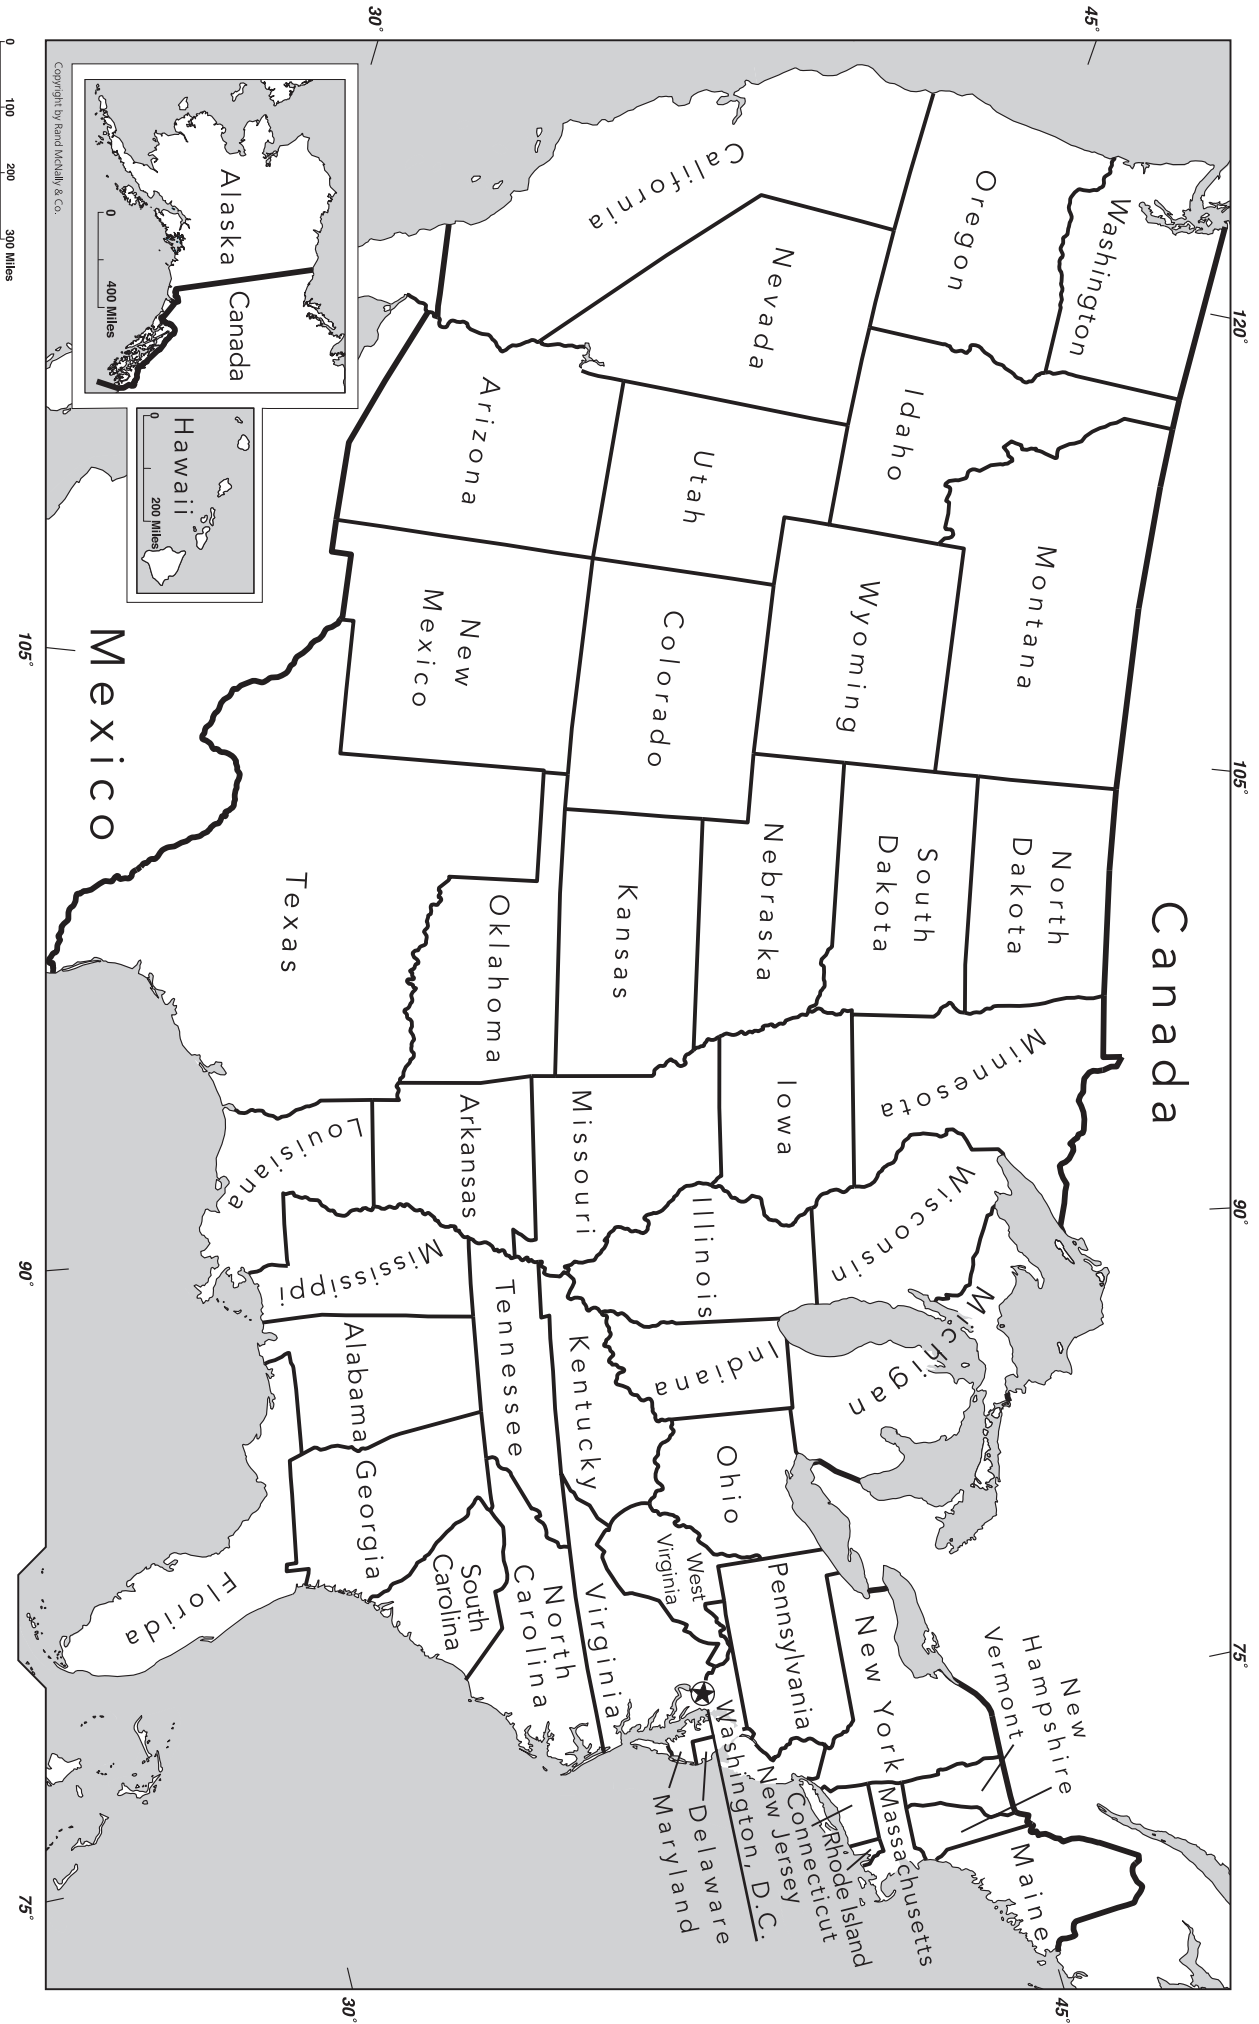 120°
105°
90°
75°
45°
45°
30°
30°
105°
90°
75°
Canada
Washington
Oregon
California
Nevada
Idaho
Montana
Wyoming
Utah
Arizona
Colorado
New
Mexico
North
Dakota
South
Dakota
Nebraska
Kansas
Oklahoma
Texas
Minnesota
Iowa
Missouri
Arkansas
Louisiana
Wisconsin
Illinois
Michigan
Indiana
Ohio
Kentucky
Tennessee
Mississippi
Alabama
Georgia
Florida
South
Carolina
North
Carolina
Virginia
West
Virginia
Pennsylvania
New York
Vermont
New
Hampshire
Maine
Massachusetts
Rhode Island
Connecticut
New Jersey
Washington, D.C.
Delaware
Maryland
Mexico
Alaska
Canada
0
400 Miles
Hawaii
0
200 Miles
Copyright by Rand McNally & Co.
0
100
200
300 Miles